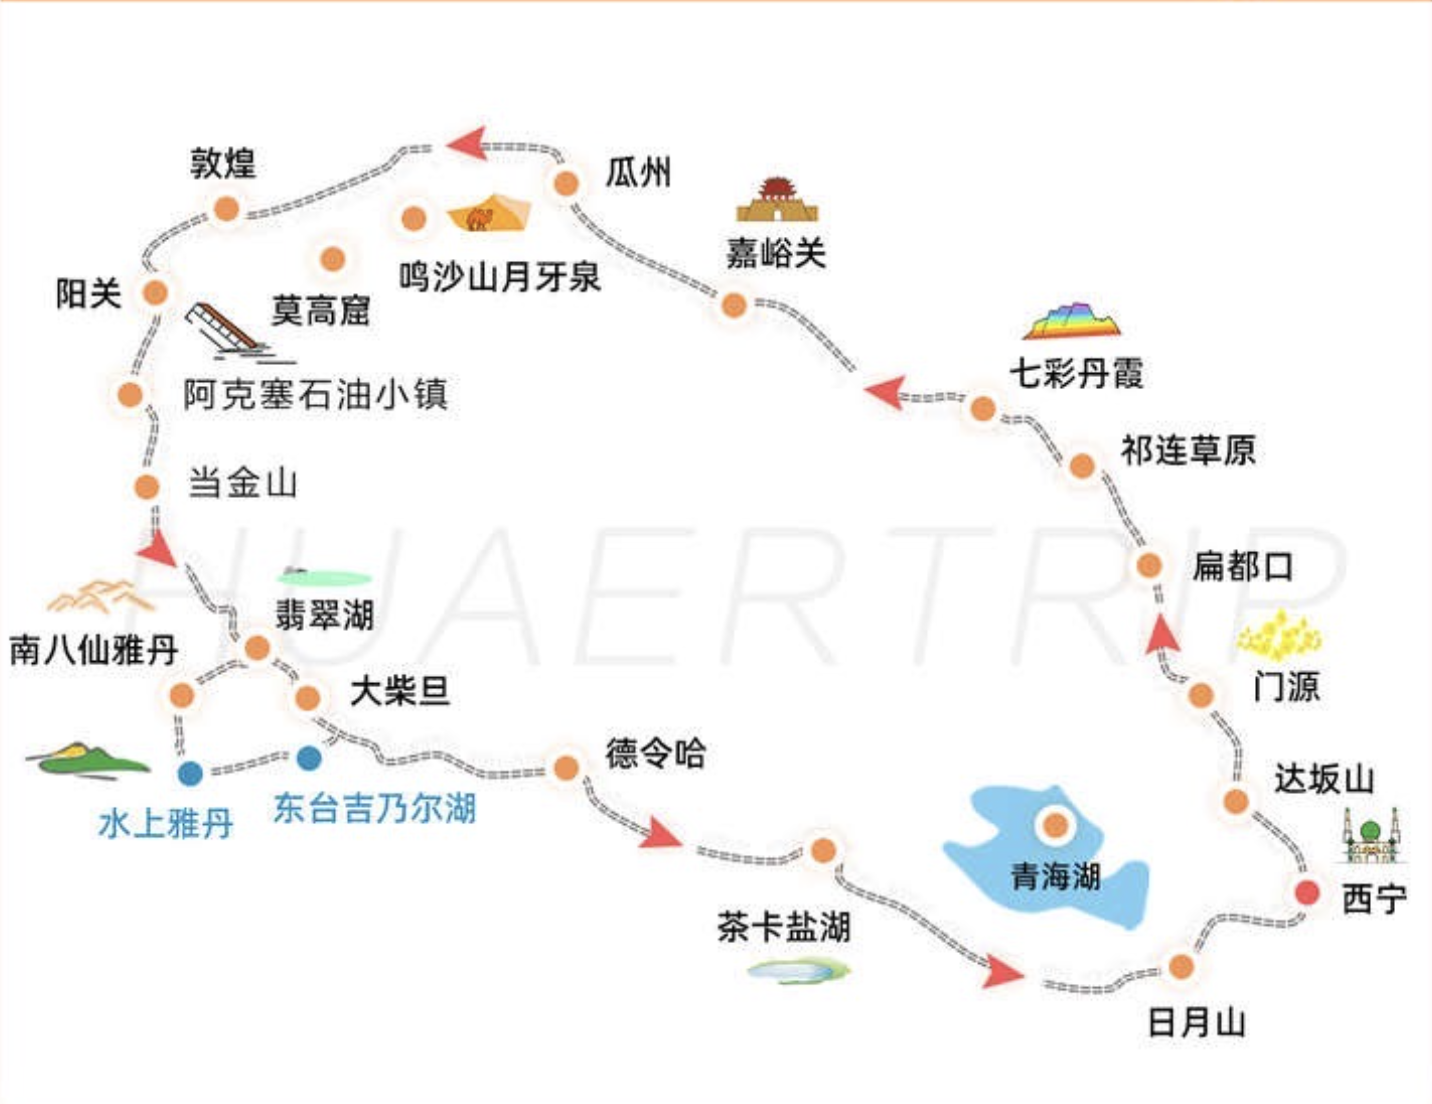 敦煌
瓜州
嘉峪关
鸣沙山月牙泉
阳关
莫高窟
七彩丹霞
阿克塞石油小镇
祁连草原
当金山
扁都口
HUAERTRIP
翡翠湖
南八仙雅丹
大柴旦
门源
德令哈
达坂山
东台吉乃尔湖
水上雅丹
青海湖
西宁
茶卡盐湖
日月山